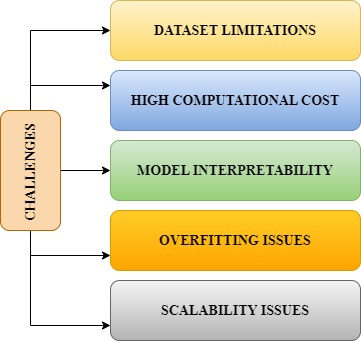 CHALLENGES
DATASET LIMITATIONS
HIGH COMPUTATIONAL COST
MODEL INTERPRETABILITY
OVERFITTING ISSUES
SCALABILITY ISSUES